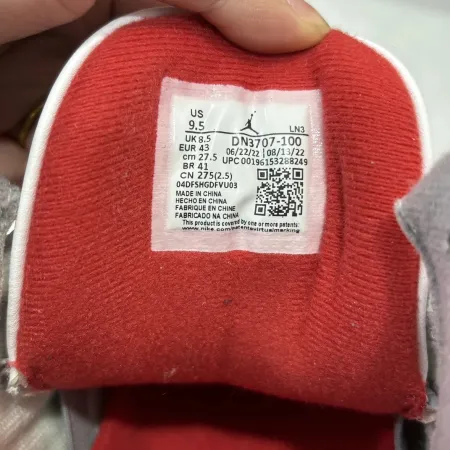 US
9.5
LN3
UK 8.5 DN3707-100
EUR 43 06/22/22 | 08/13/22
cm 27.5 UPC 00196153288249
BR 41
CN 275(2.5)
04DFSHGDFVU03
MADE IN CHINA
HECHO EN CHINA
FABRIQUE EN CHINE
FABRICADO NA CHINA
This product is covered by one or more patents: